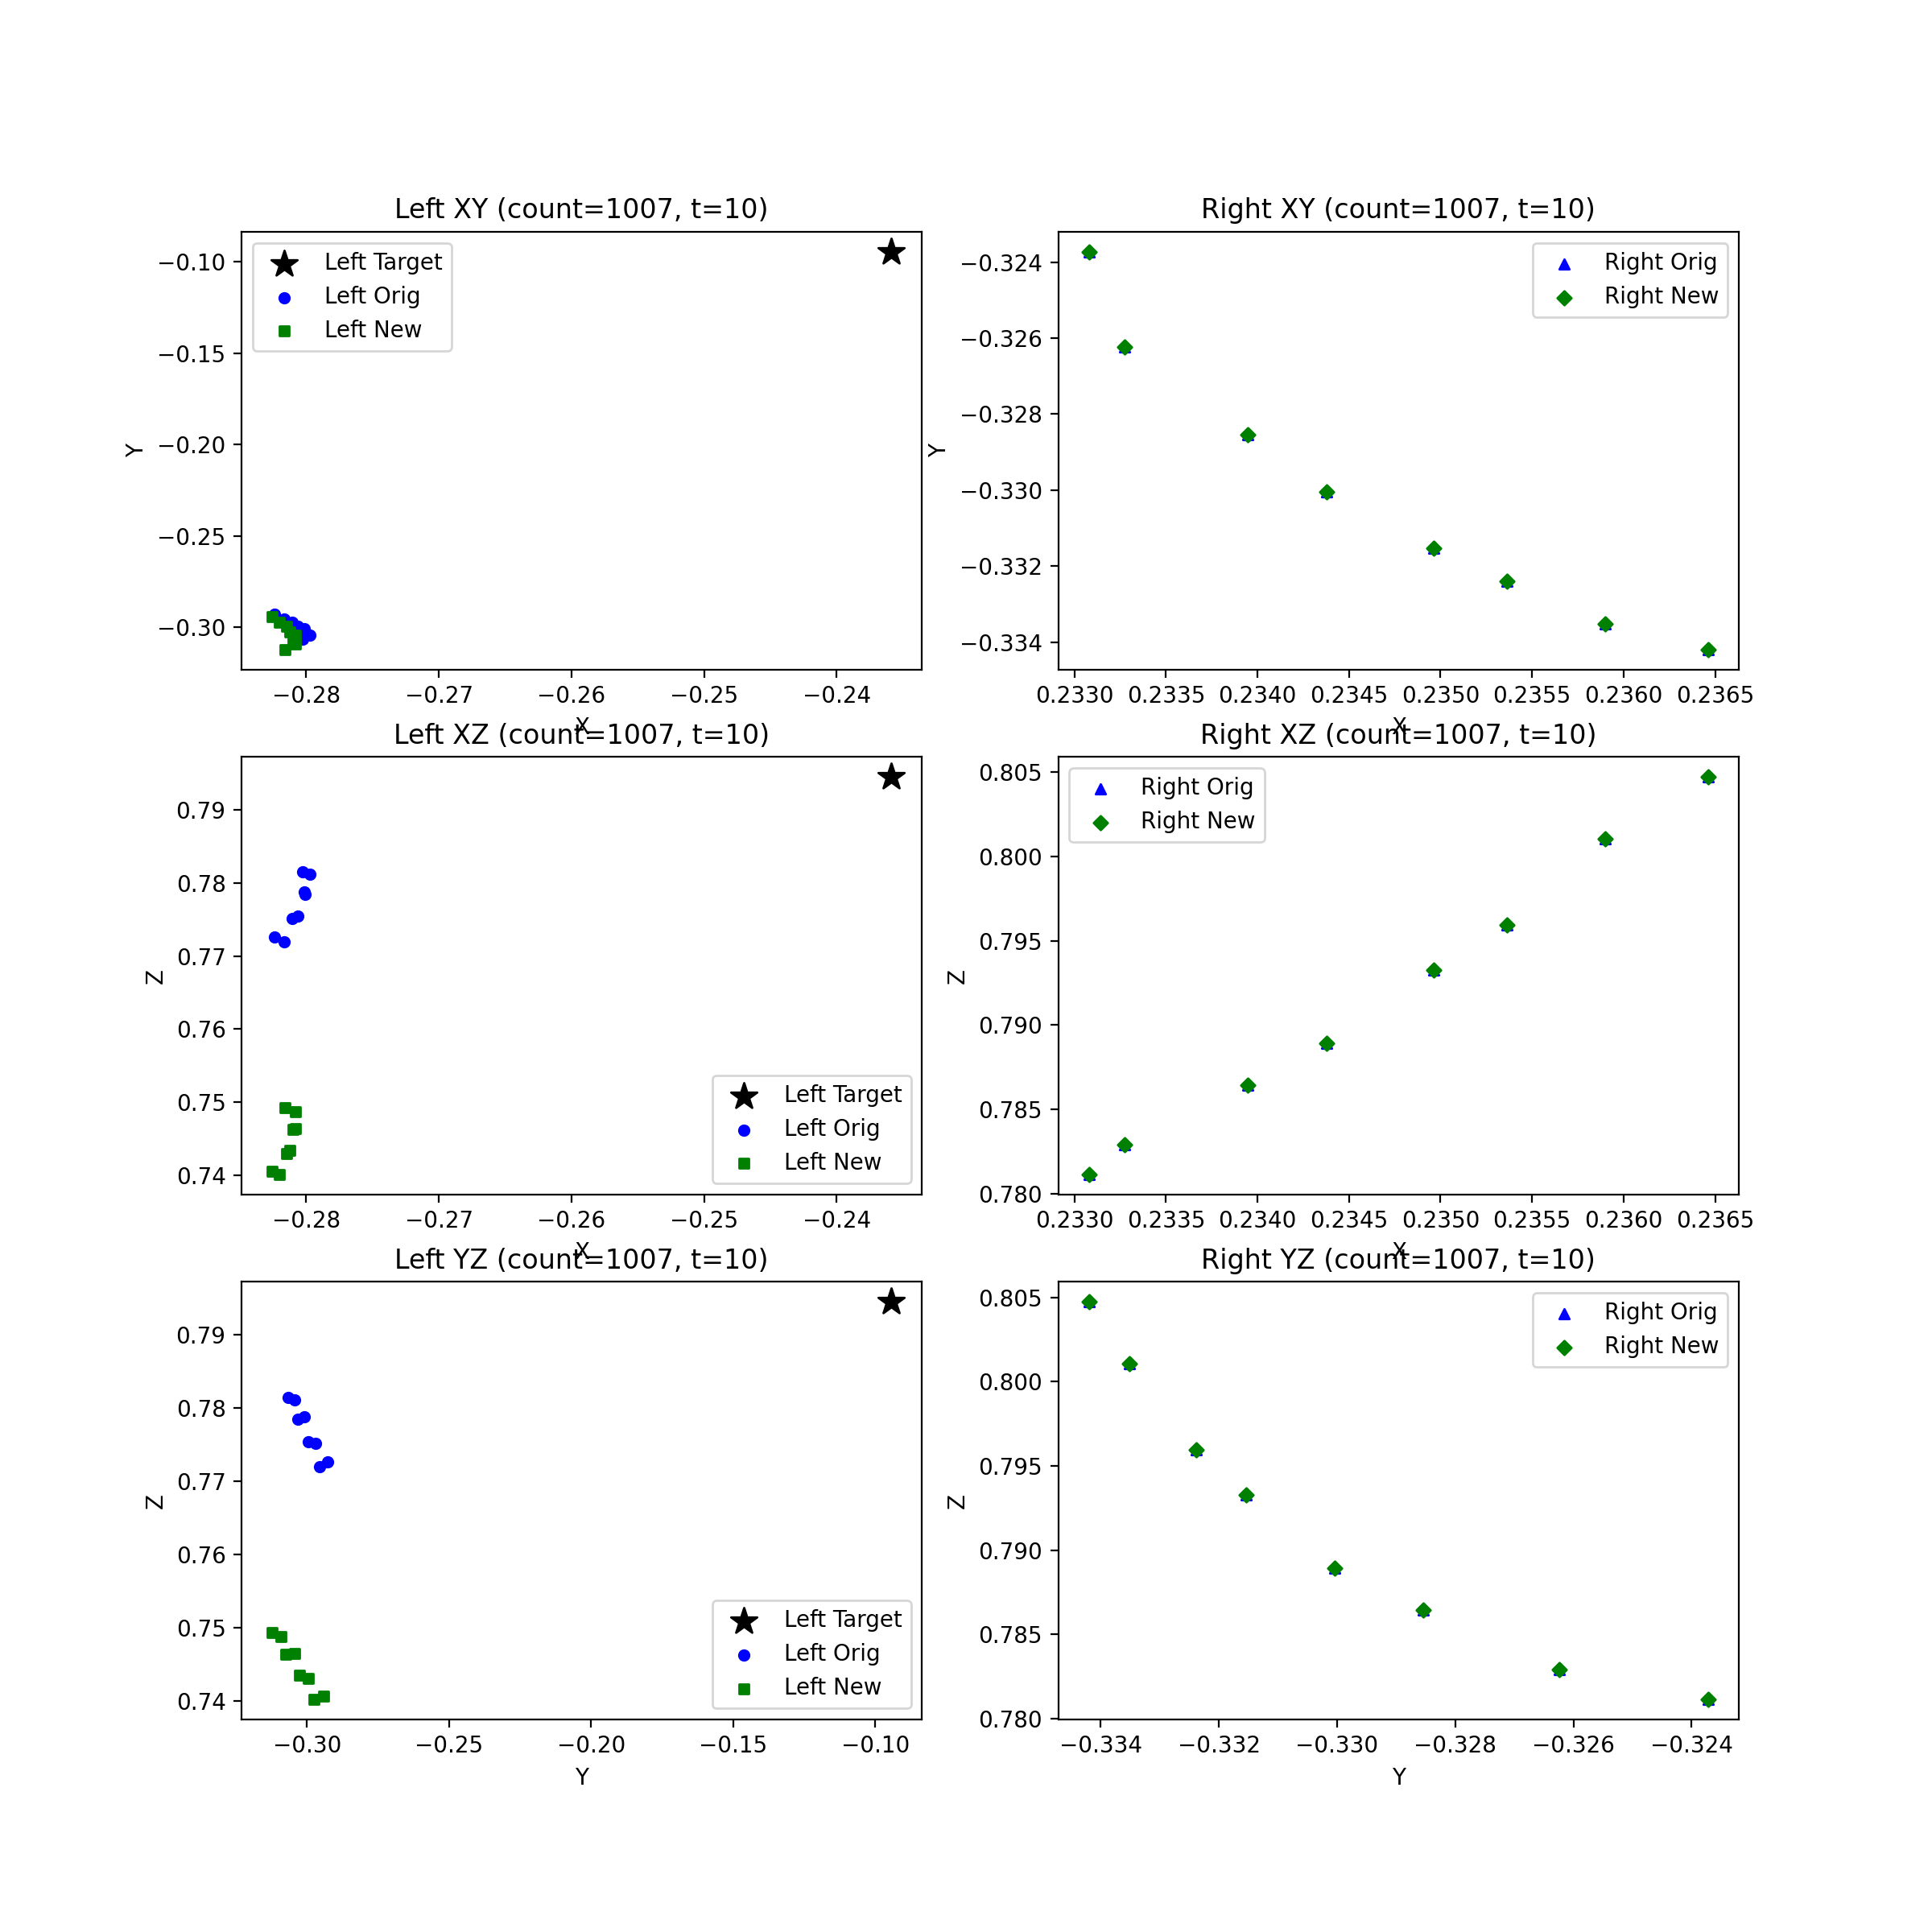 Left XY (count=1007, t=10)
Right XY (count=1007, t=10)
−0.10
−0.15
−0.20
−0.25
−0.30
Y
Left Target
Left Orig
Left New
−0.28
−0.27
−0.26
−0.25
−0.24
X
−0.324
−0.326
−0.328
−0.330
−0.332
−0.334
Y
Right Orig
Right New
0.2330
0.2335
0.2340
0.2345
0.2350
0.2355
0.2360
0.2365
X
Left XZ (count=1007, t=10)
Right XZ (count=1007, t=10)
0.79
0.78
0.77
0.76
0.75
0.74
Z
Left Target
Left Orig
Left New
−0.28
−0.27
−0.26
−0.25
−0.24
X
0.805
0.800
0.795
0.790
0.785
0.780
Z
Right Orig
Right New
0.2330
0.2335
0.2340
0.2345
0.2350
0.2355
0.2360
0.2365
X
Left YZ (count=1007, t=10)
Right YZ (count=1007, t=10)
0.79
0.78
0.77
0.76
0.75
0.74
Z
Left Target
Left Orig
Left New
−0.30
−0.25
−0.20
−0.15
−0.10
Y
0.805
0.800
0.795
0.790
0.785
0.780
Z
Right Orig
Right New
−0.334
−0.332
−0.330
−0.328
−0.326
−0.324
Y